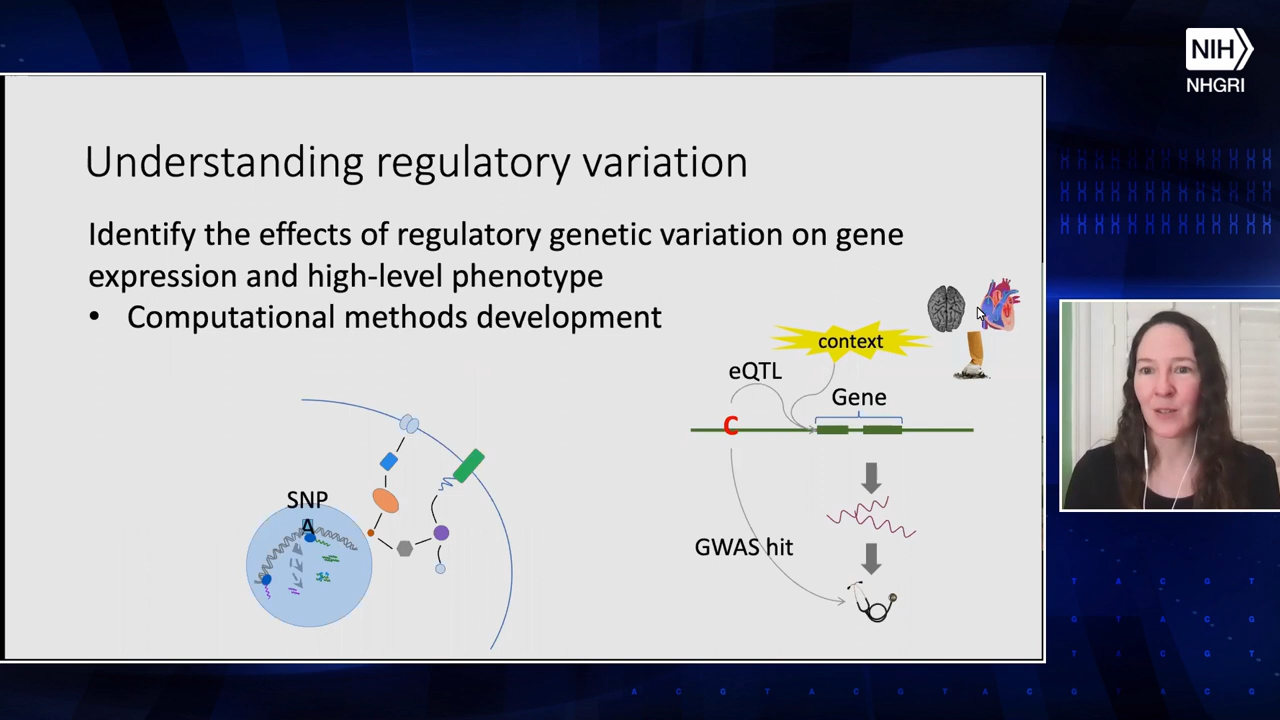 NIH
NHGRI
Understanding regulatory variation
Identify the effects of regulatory genetic variation on gene
expression and high-level phenotype
• Computational methods development
context
eQTL
Gene
C
SNP
A
GWAS hit
T A C G T
G T A C G
T A C G T
A C G T A C G T A C G T A C G